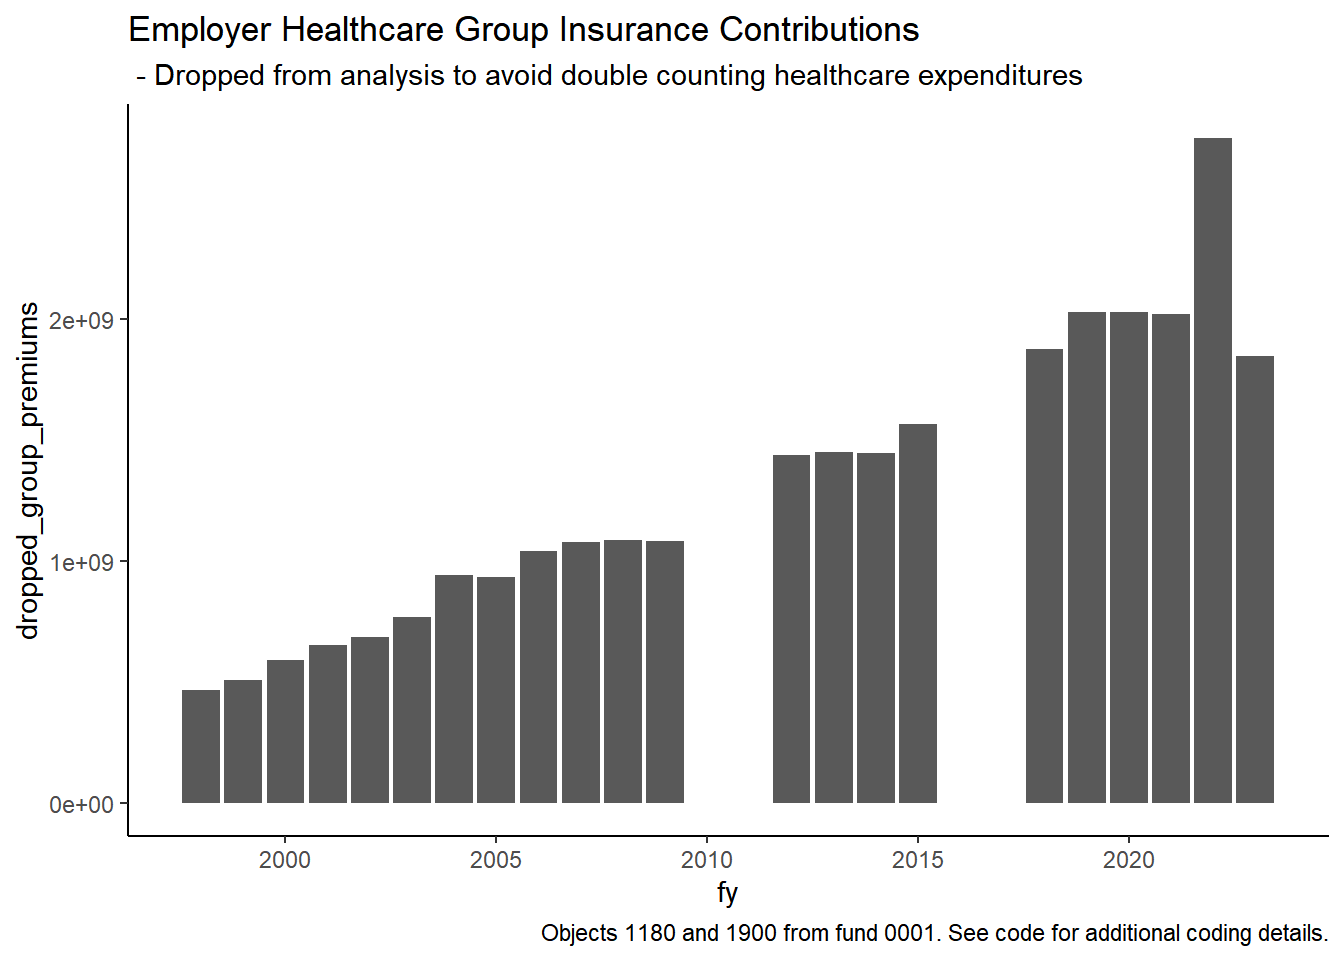 Employer Healthcare Group Insurance Contributions
- Dropped from analysis to avoid double counting healthcare expenditures
dropped_group_premiums
2e+09
1e+09
0e+00
2000 2005 2010 2015 2020
fy
Objects 1180 and 1900 from fund 0001. See code for additional coding details.